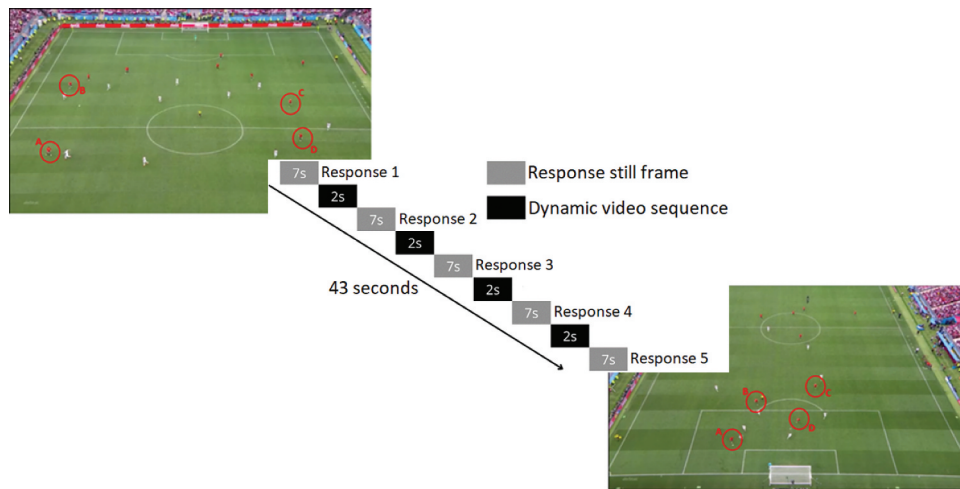 B
C
D
A
7s Response 1
Response still frame
2s
Dynamic video sequence
7s Response 2
2s
7s Response 3
43 seconds
2s
7s Response 4
2s
7s Response 5
B
C
D
A